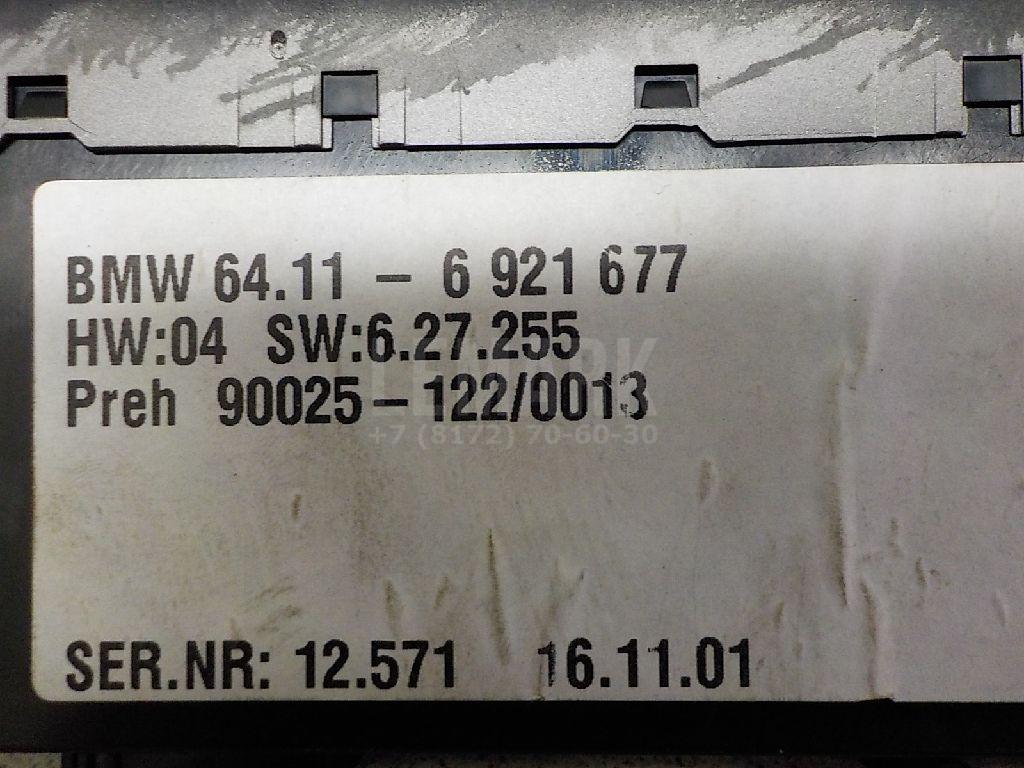 BMW 64.11 – 6 921 677
HW:04 SW:6.27.255
Preh 90025–122/0013
LEMARK
+7 (8172) 70-60-30
SER.NR: 12.571 16.11.01